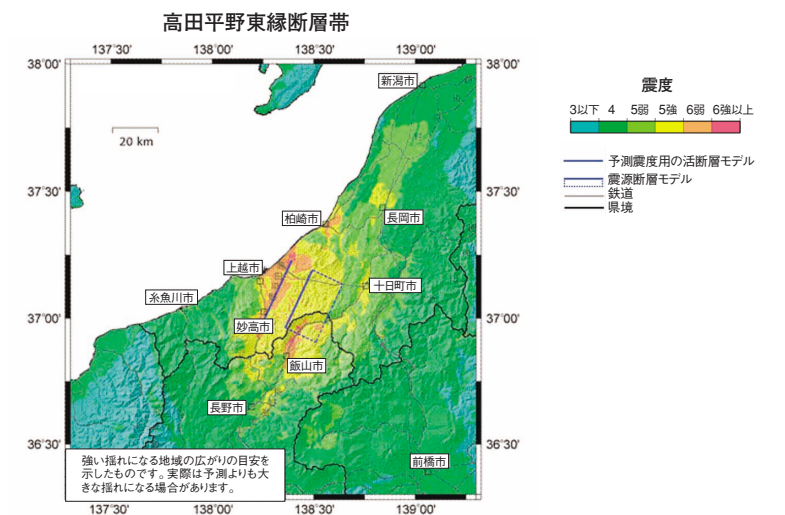 高田平野東縁断層帯
137˚30' 138˚00' 138˚30' 139˚00'
38˚00'
37˚30'
37˚00'
36˚30'
38˚00'
37˚30'
37˚00'
36˚30'
20 km
新潟市
柏崎市
長岡市
上越市
十日町市
糸魚川市
妙高市
飯山市
長野市
前橋市
強い揺れになる地域の広がりの目安を
示したものです。実際は予測よりも大
きな揺れになる場合があります。
137˚30' 138˚00' 138˚30' 139˚00'
震度
3以下 4 5弱 5強 6弱 6強以上
予測震度用の活断層モデル
震源断層モデル
鉄道
県境